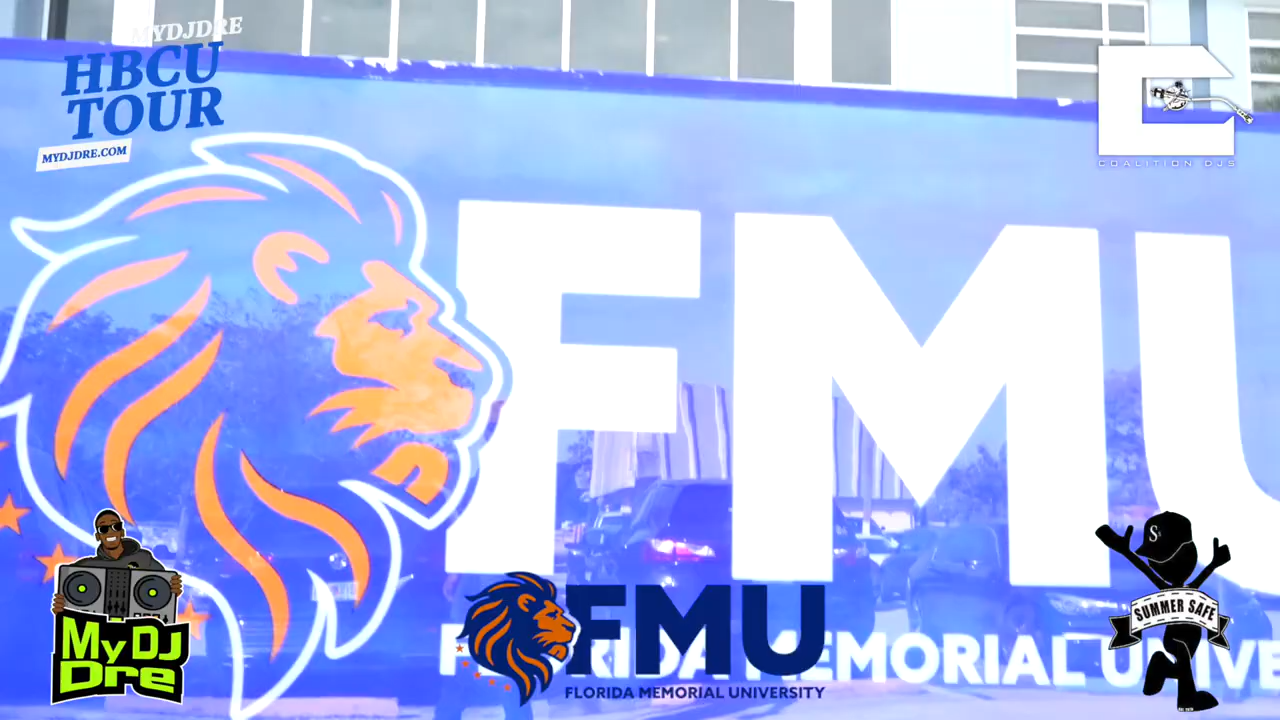 MYDJDRE
HBCU
TOUR
MYDJDRE.COM
C
COALITION DJS
FMU
FLORIDA MEMORIAL UNIVE
My DJ
Dre
FMU
FLORIDA MEMORIAL UNIVERSITY
S
SUMMER SAFE